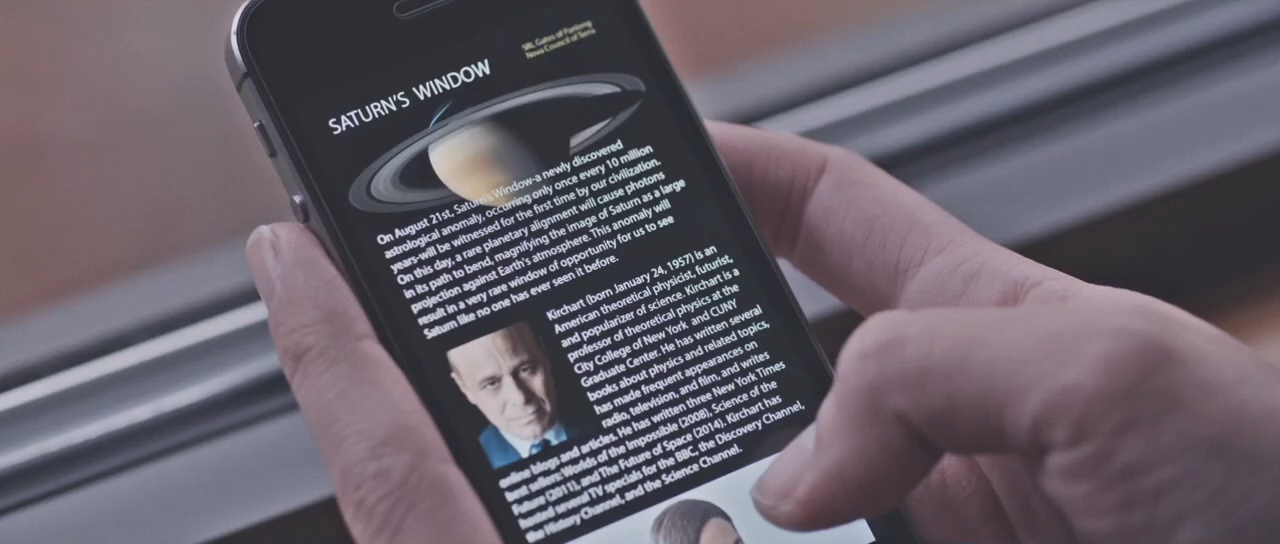 SRL Gates of Panteng
Nova Council of Terra
SATURN'S WINDOW
On August 21st, Saturn's Window-a newly discovered
astrological anomaly, occurring only once every 10 million
years-will be witnessed for the first time by our civilization.
On this day, a rare planetary alignment will cause photons
in its path to bend, magnifying the image of Saturn as a large
projection against Earth's atmosphere. This anomaly will
result in a very rare window of opportunity for us to see
Saturn like no one has ever seen it before.
Kirchart (born January 24, 1957) is an
American theoretical physicist, futurist,
and popularizer of science. Kirchart is a
professor of theoretical physics at the
City College of New York and CUNY
Graduate Center. He has written several
books about physics and related topics,
has made frequent appearances on
radio, television, and film, and writes
online blogs and articles. He has written three New York Times
best sellers: Worlds of the Impossible (2008), Science of the
Future (2011), and The Future of Space (2014). Kirchart has
hosted several TV specials for the BBC, the Discovery Channel,
the History Channel, and the Science Channel.